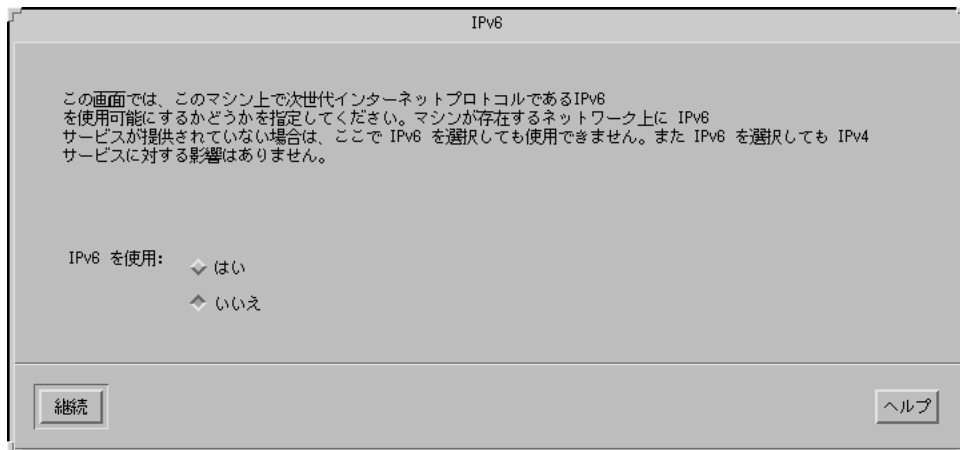 IPv6
この画面では、このマシン上で次世代インターネットプロトコルであるIPv6
を使用可能にするかどうかを指定してください。マシンが存在するネットワーク上に IPv6
サービスが提供されていない場合は、ここで IPv6 を選択しても使用できません。また IPv6 を選択しても IPv4
サービスに対する影響はありません。
IPv6 を使用:
はい
いいえ
継続
ヘルプ